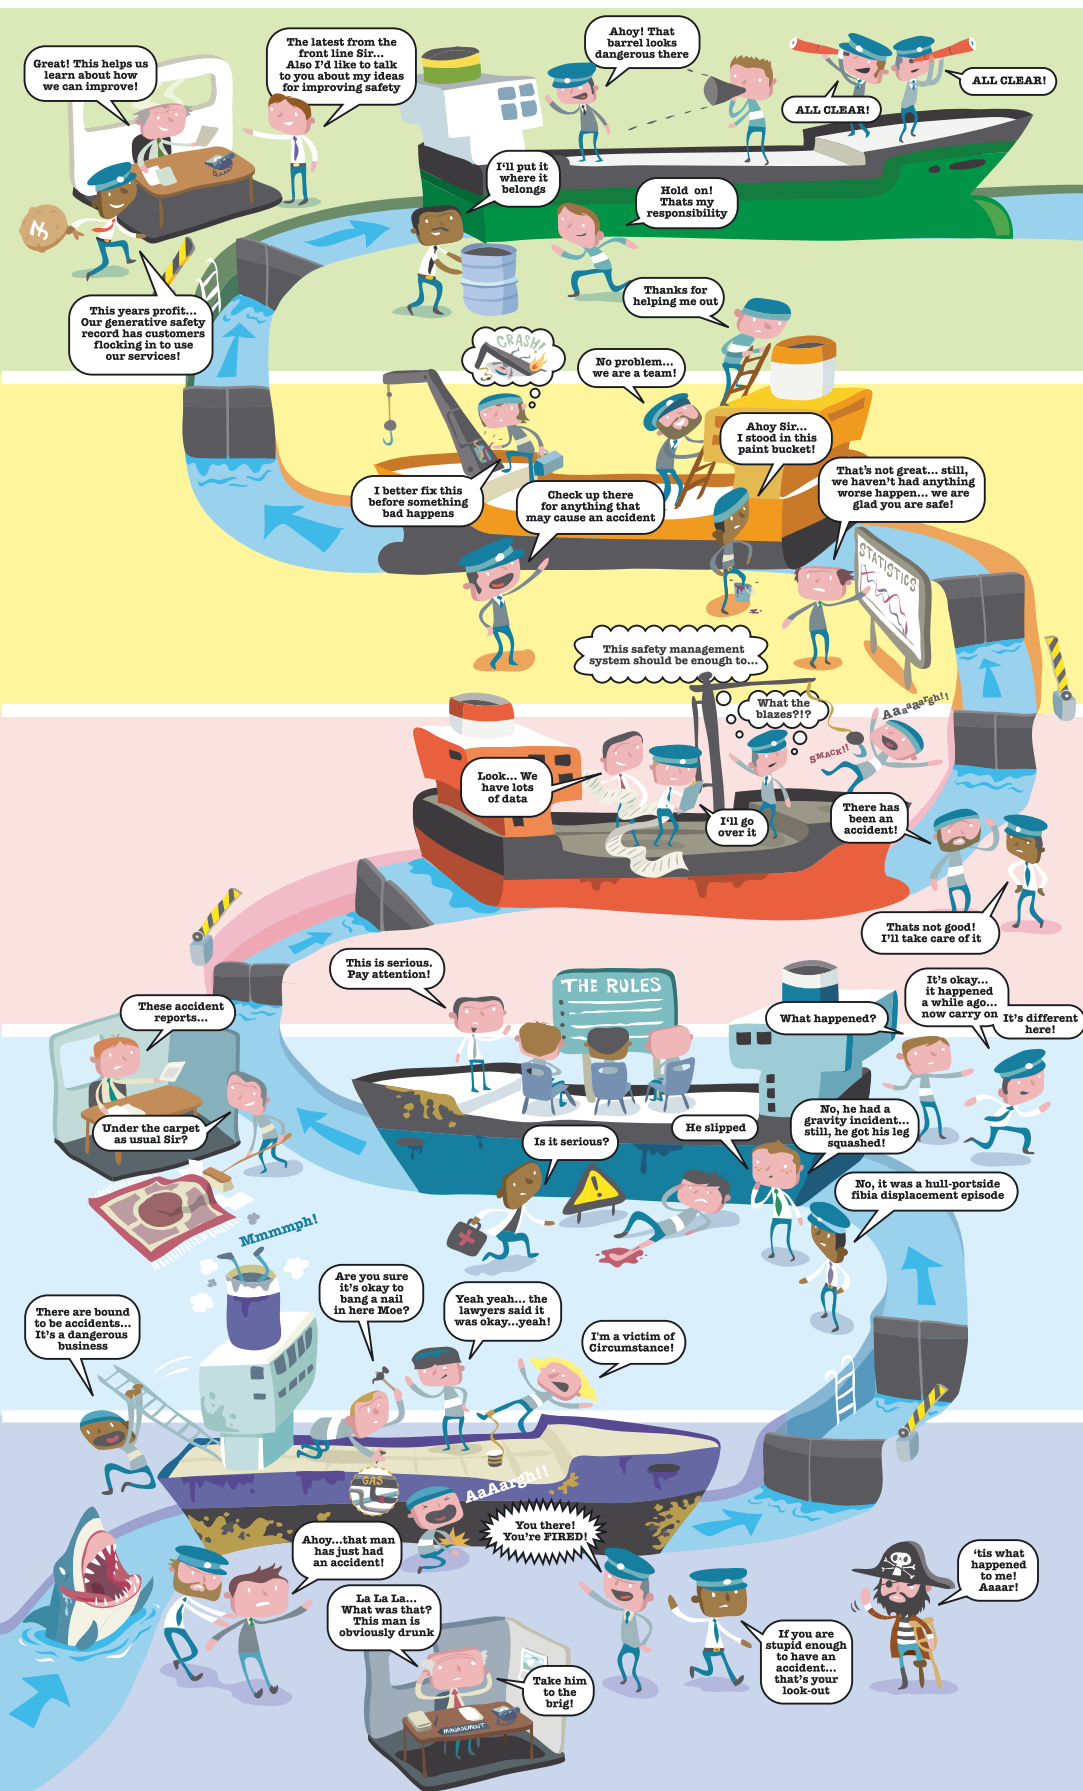 Great! This helps us
learn about how
we can improve!
The latest from the
front line Sir...
Also I'd like to talk
to you about my ideas
for improving safety
Ahoy! That
barrel looks
dangerous there
ALL CLEAR!
ALL CLEAR!
I'll put it
where it
belongs
Hold on!
Thats my
responsibility
This years profit...
Our generative safety
record has customers
flocking in to use
our services!
Thanks for
helping me out
CRASH!
No problem...
we are a team!
Ahoy Sir...
I stood in this
paint bucket!
That's not great... still,
we haven't had anything
worse happen... we are
glad you are safe!
I better fix this
before something
bad happens
Check up there
for anything that
may cause an accident
STATISTICS
This safety management
system should be enough to...
What the
blazes?!?
Aaaaaargh!!
SMACK!!
Look... We
have lots
of data
I'll go
over it
There has
been an
accident!
Thats not good!
I'll take care of it
This is serious.
Pay attention!
THE RULES
These accident
reports...
Under the carpet
as usual Sir?
What happened?
It's okay...
it happened
a while ago...
now carry on
It's different
here!
Is it serious?
He slipped
No, he had a
gravity incident...
still, he got his leg
squashed!
No, it was a hull-portside
fibia displacement episode
Mmmmph!
There are bound
to be accidents...
It's a dangerous
business
Are you sure
it's okay to
bang a nail
in here Moe?
Yeah yeah... the
lawyers said it
was okay...yeah!
I'm a victim of
Circumstance!
GAS
AaAargh!!
You there!
You're FIRED!
Ahoy...that man
has just had
an accident!
La La La...
What was that?
This man is
obviously drunk
Take him
to the
brig!
MANAGEMENT
If you are
stupid enough
to have an
accident...
that's your
look-out
'tis what
happened
to me!
Aaaar!